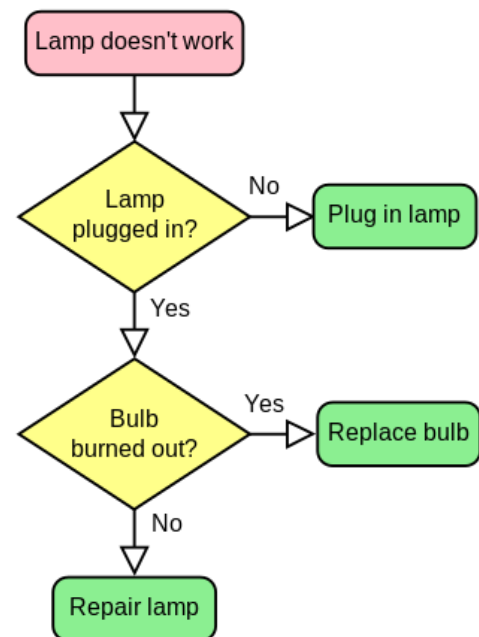 Lamp doesn't work
Lamp
plugged in?
No
Plug in lamp
Yes
Bulb
burned out?
Yes
Replace bulb
No
Repair lamp